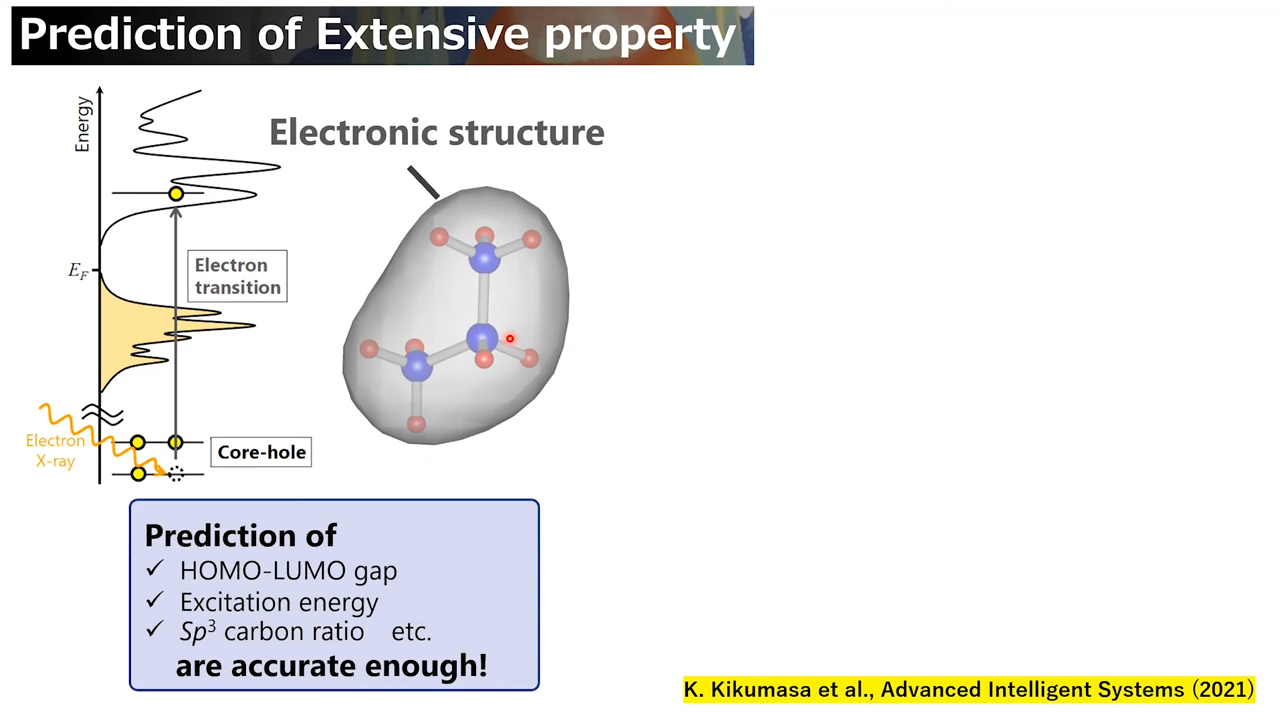 Prediction of Extensive property
Energy
Electronic structure
Electron
transition
E_F
Electron
X-ray
Core-hole
Prediction of
✓ HOMO-LUMO gap
✓ Excitation energy
✓ Sp³ carbon ratio etc.
are accurate enough!
K. Kikumasa et al., Advanced Intelligent Systems (2021)